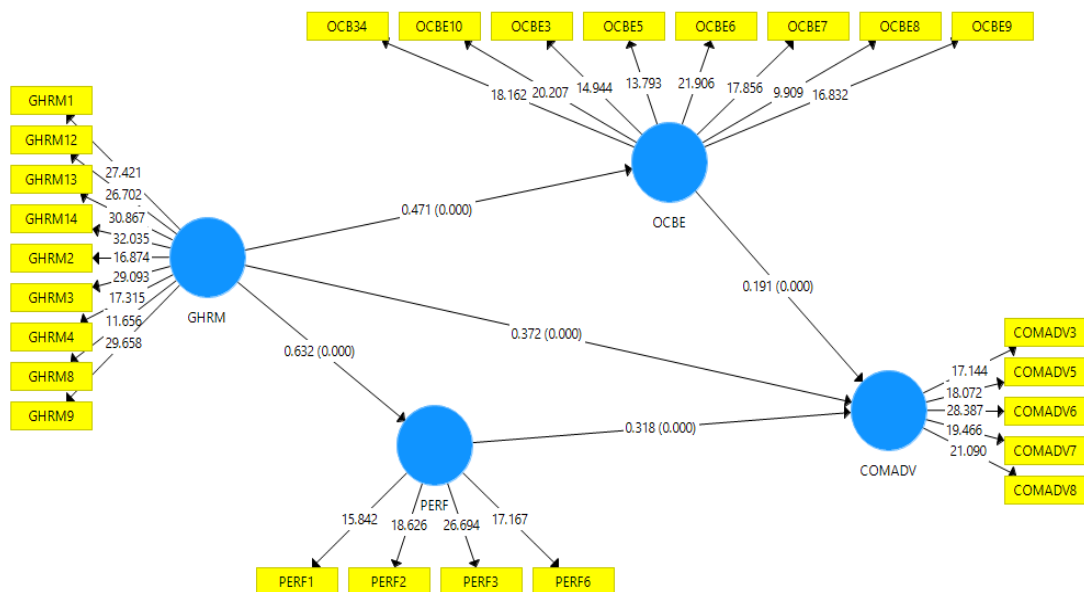 OCB34
OCBE10
OCBE3
OCBE5
OCBE6
OCBE7
OCBE8
OCBE9
18.162
20.207
14.944
13.793
21.906
17.856
9.909
16.832
OCBE
GHRM1
GHRM12
GHRM13
GHRM14
GHRM2
GHRM3
GHRM4
GHRM8
GHRM9
27.421
26.702
30.867
32.035
16.874
29.093
17.315
11.656
29.658
GHRM
0.471 (0.000)
0.191 (0.000)
0.372 (0.000)
0.632 (0.000)
0.318 (0.000)
COMADV3
COMADV5
COMADV6
COMADV7
COMADV8
17.144
18.072
28.387
19.466
21.090
COMADV
PERF
15.842
18.626
26.694
17.167
PERF1
PERF2
PERF3
PERF6